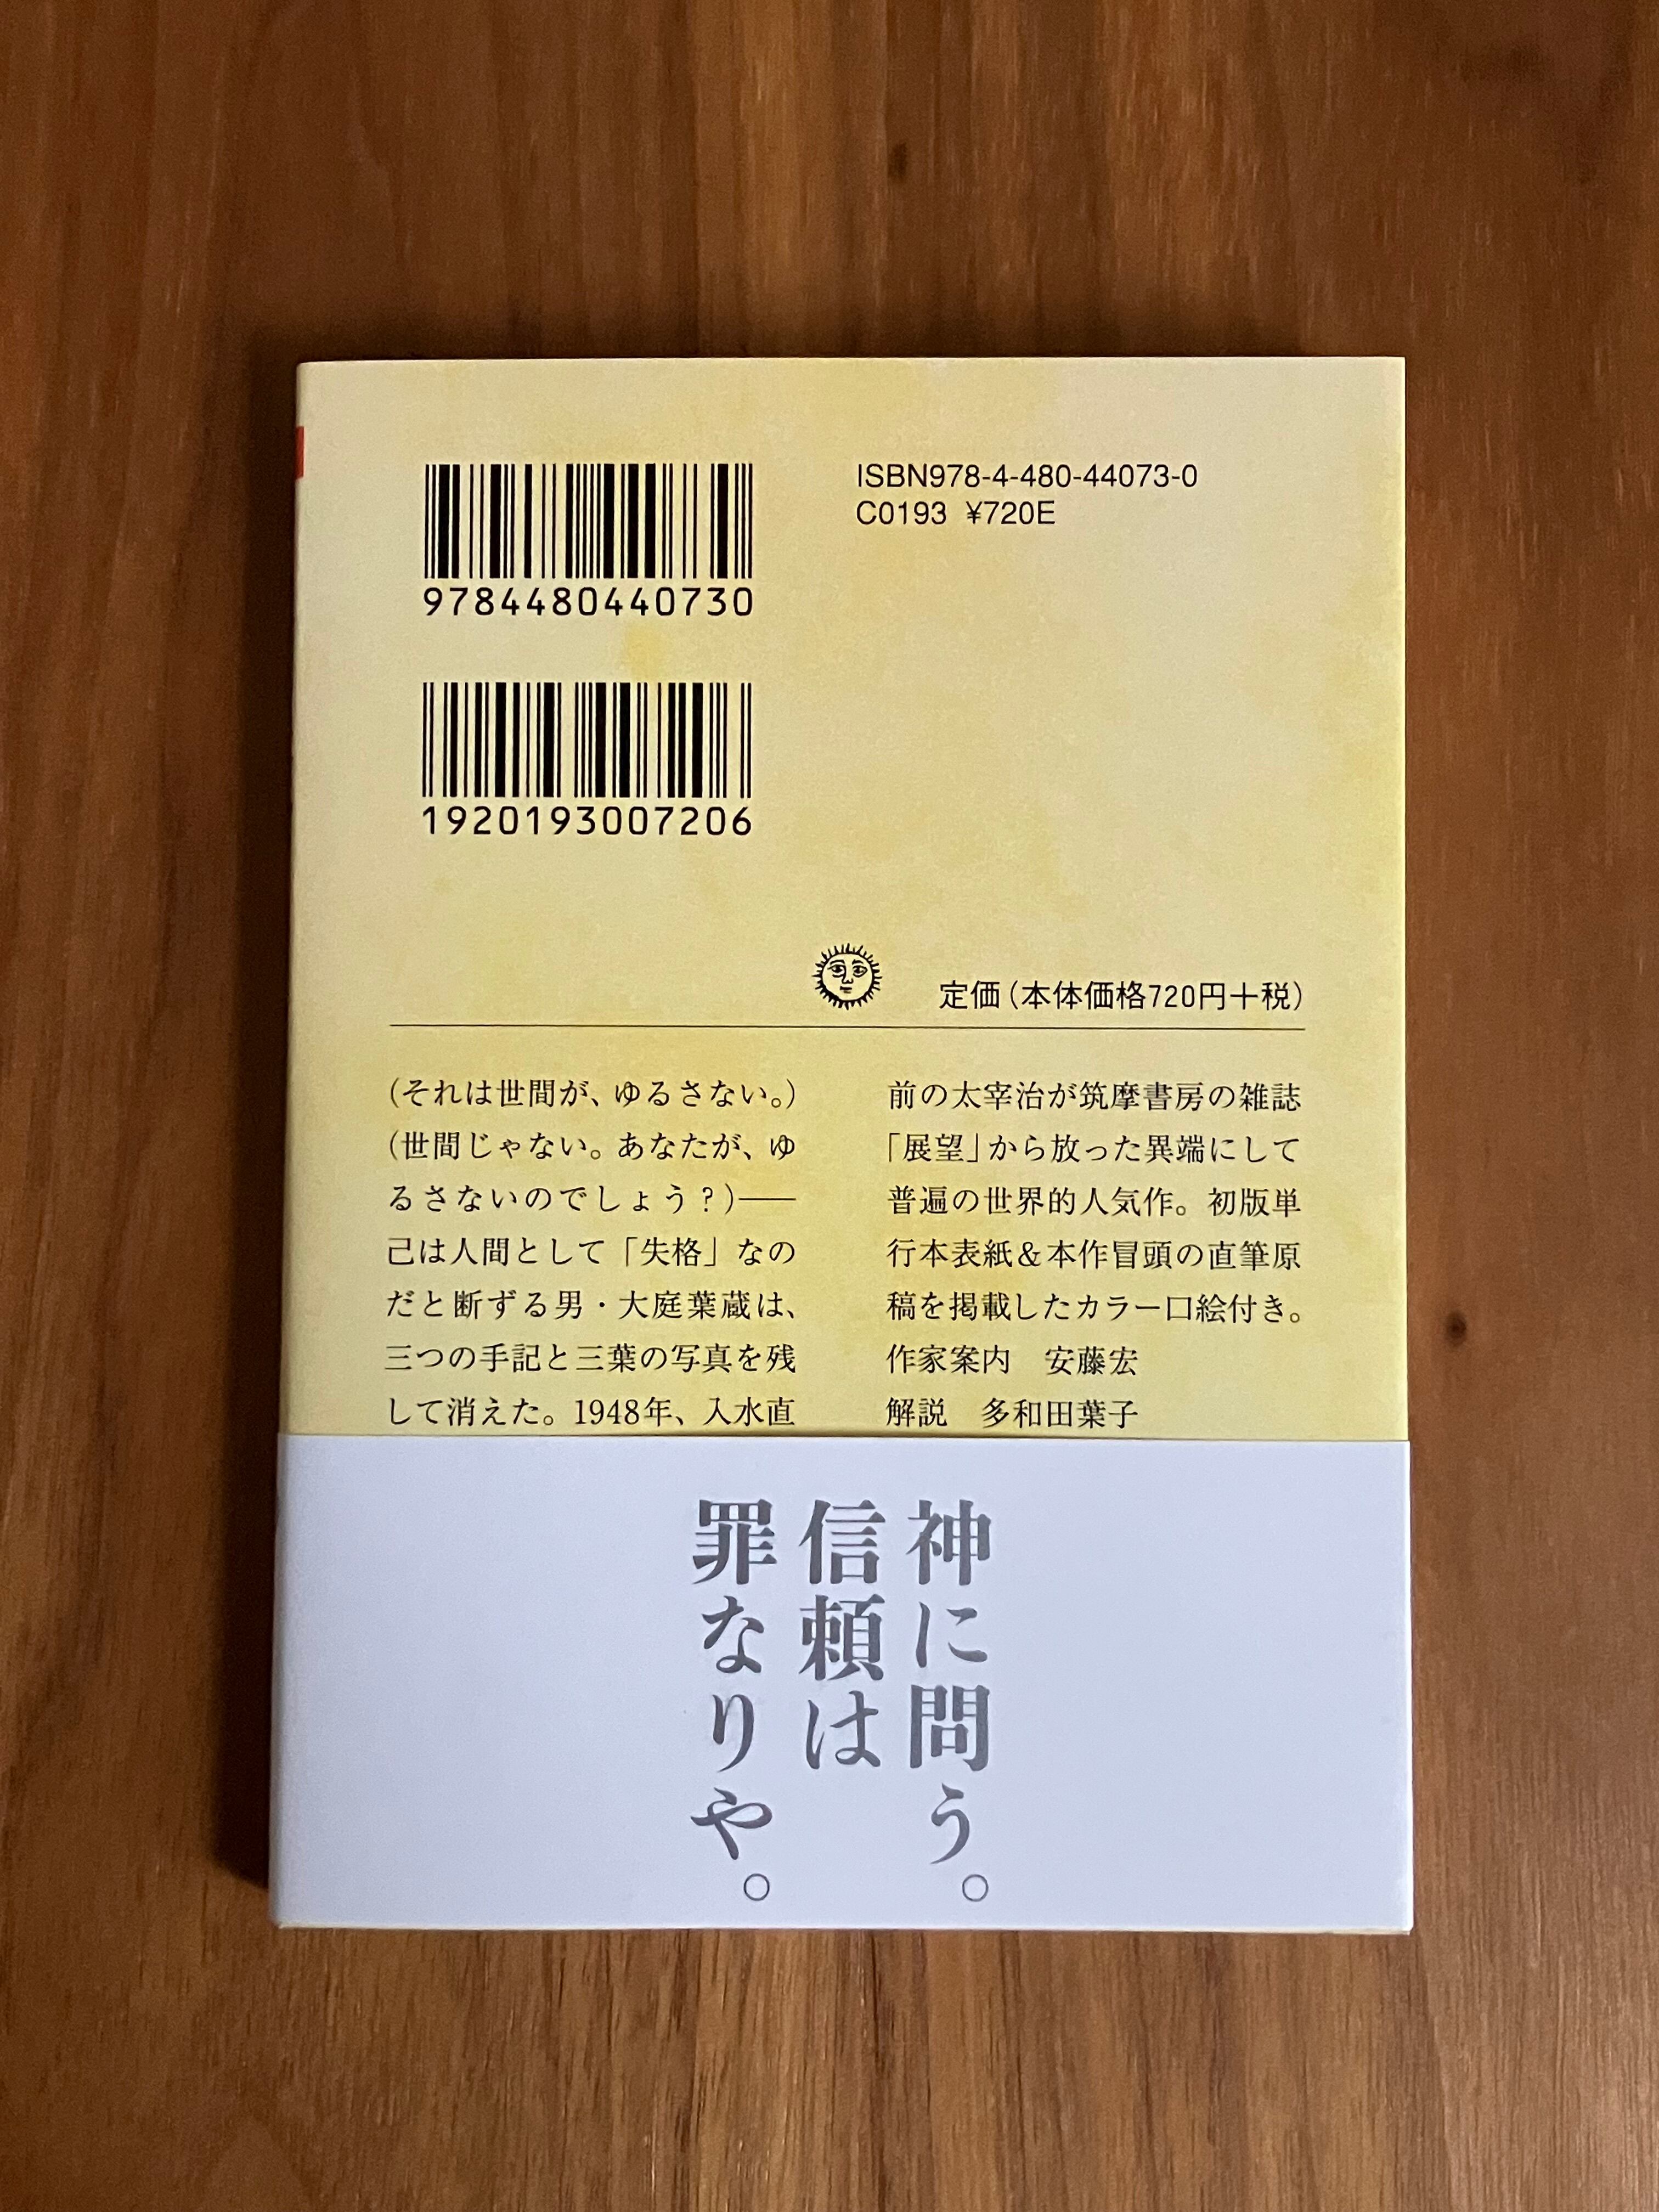 9784480440730
ISBN978-4-480-44073-0
C0193 ¥720E
1920193007206
定価(本体価格720円+税)
(それは世間が、ゆるさない。)
(世間じゃない。あなたが、ゆ
るさないのでしょう?)——
己は人間として「失格」なの
だと断ずる男・大庭葉蔵は、
三つの手記と三葉の写真を残
して消えた。1948年、入水直
前の太宰治が筑摩書房の雑誌
「展望」から放った異端にして
普遍の世界的人気作。初版単
行本表紙&本作冒頭の直筆原
稿を掲載したカラー口絵付き。
作家案内 安藤宏
解説 多和田葉子
神に問う。
信頼は
罪なりや。